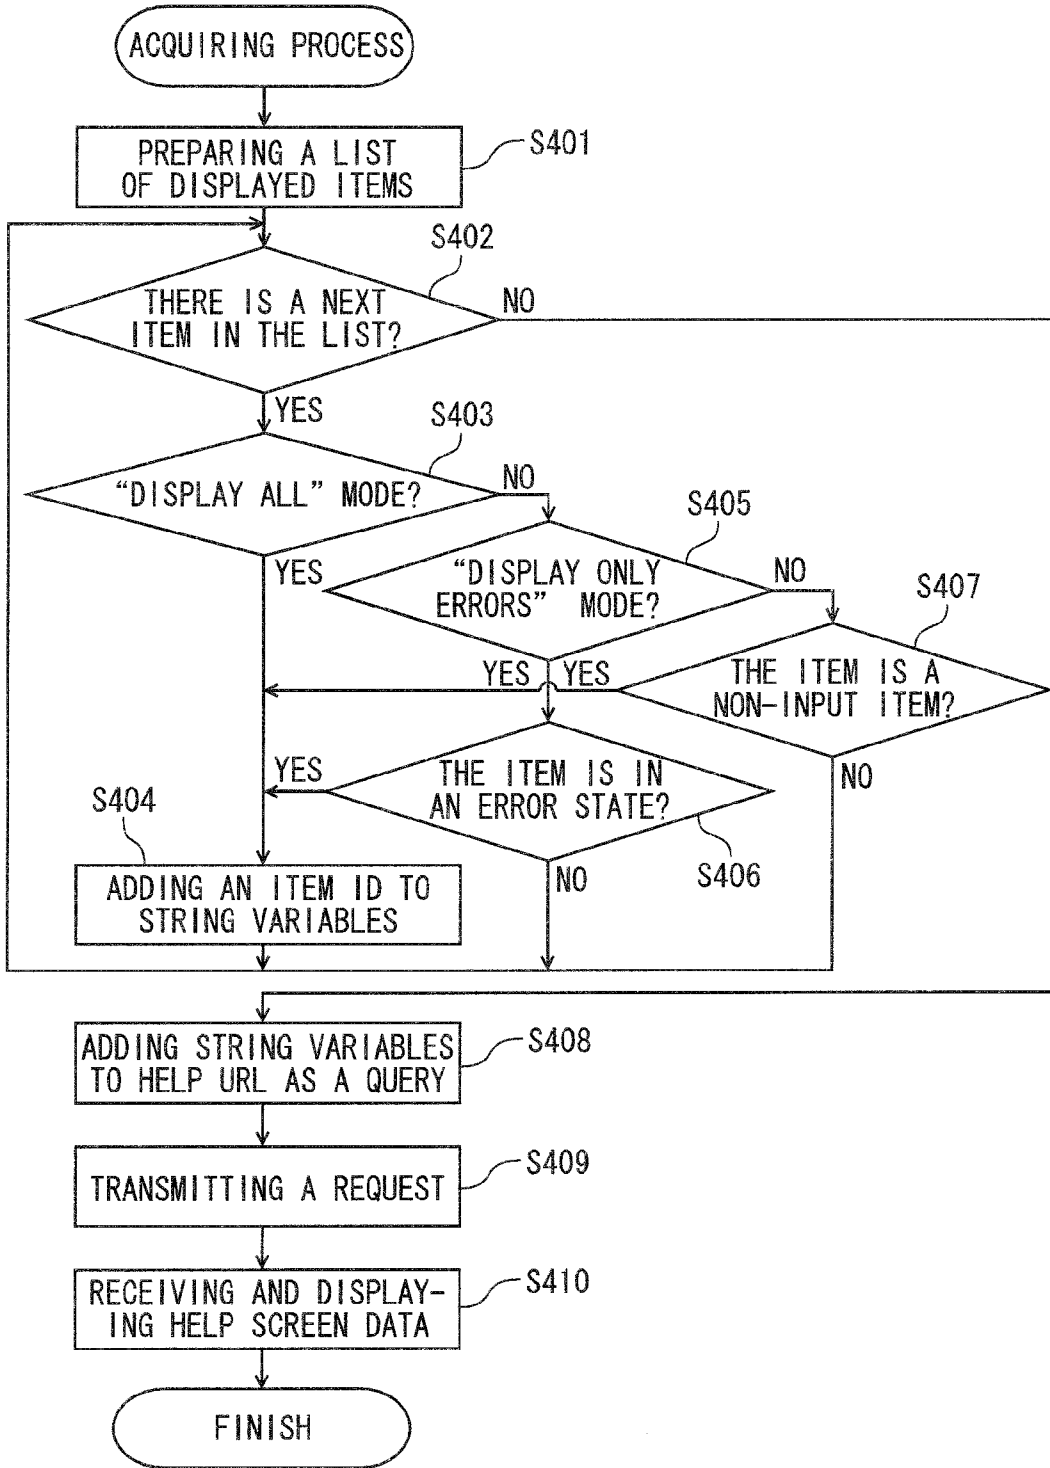 ACQUIRING PROCESS
PREPARING A LIST
OF DISPLAYED ITEMS
S401
S402
THERE IS A NEXT
ITEM IN THE LIST?
NO
YES
S403
“DISPLAY ALL” MODE?
NO
YES
S405
“DISPLAY ONLY
ERRORS” MODE?
NO
YES
S407
THE ITEM IS A
NON-INPUT ITEM?
YES
NO
THE ITEM IS IN
AN ERROR STATE?
YES
S406
NO
S404
ADDING AN ITEM ID TO
STRING VARIABLES
ADDING STRING VARIABLES
TO HELP URL AS A QUERY
S408
TRANSMITTING A REQUEST
S409
RECEIVING AND DISPLAY-
ING HELP SCREEN DATA
S410
FINISH